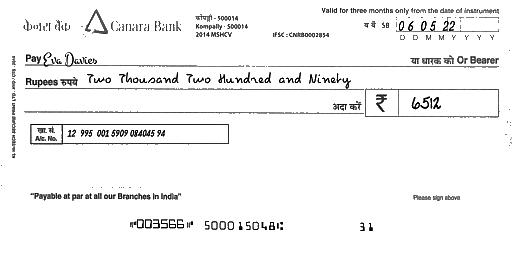 Valid for three months only from the date of instrument
केनरा बैंक Canara Bank
कोंपल्ली - 500014
Kompally - 500014
2014 MSHCV
IFSC : CNRB0002854
SB 06 05 22
D D M M Y Y Y Y
Pay Eva Davies या धारक को Or Bearer
Rupees रुपये Two Thousand Two Hundred and Ninety
अदा करें ₹ 6512
खा. सं.
A/c. No. 12 995 001 5909 084045 94
"Payable at par at all our Branches in India"
Please sign above
⑈003566⑈ 500015048⑆ 31